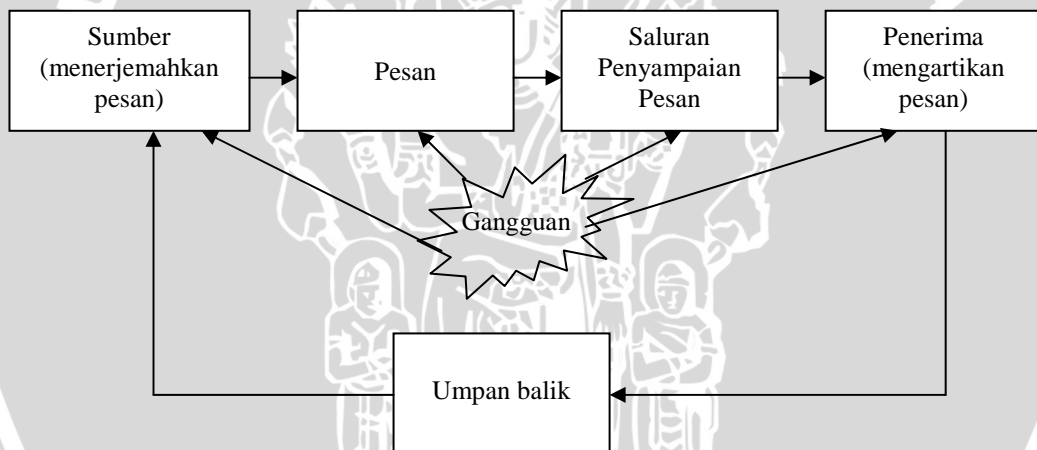 Sumber
(menerjemahkan
pesan)
Pesan
Saluran
Penyampaian
Pesan
Penerima
(mengartikan
pesan)
Gangguan
Umpan balik